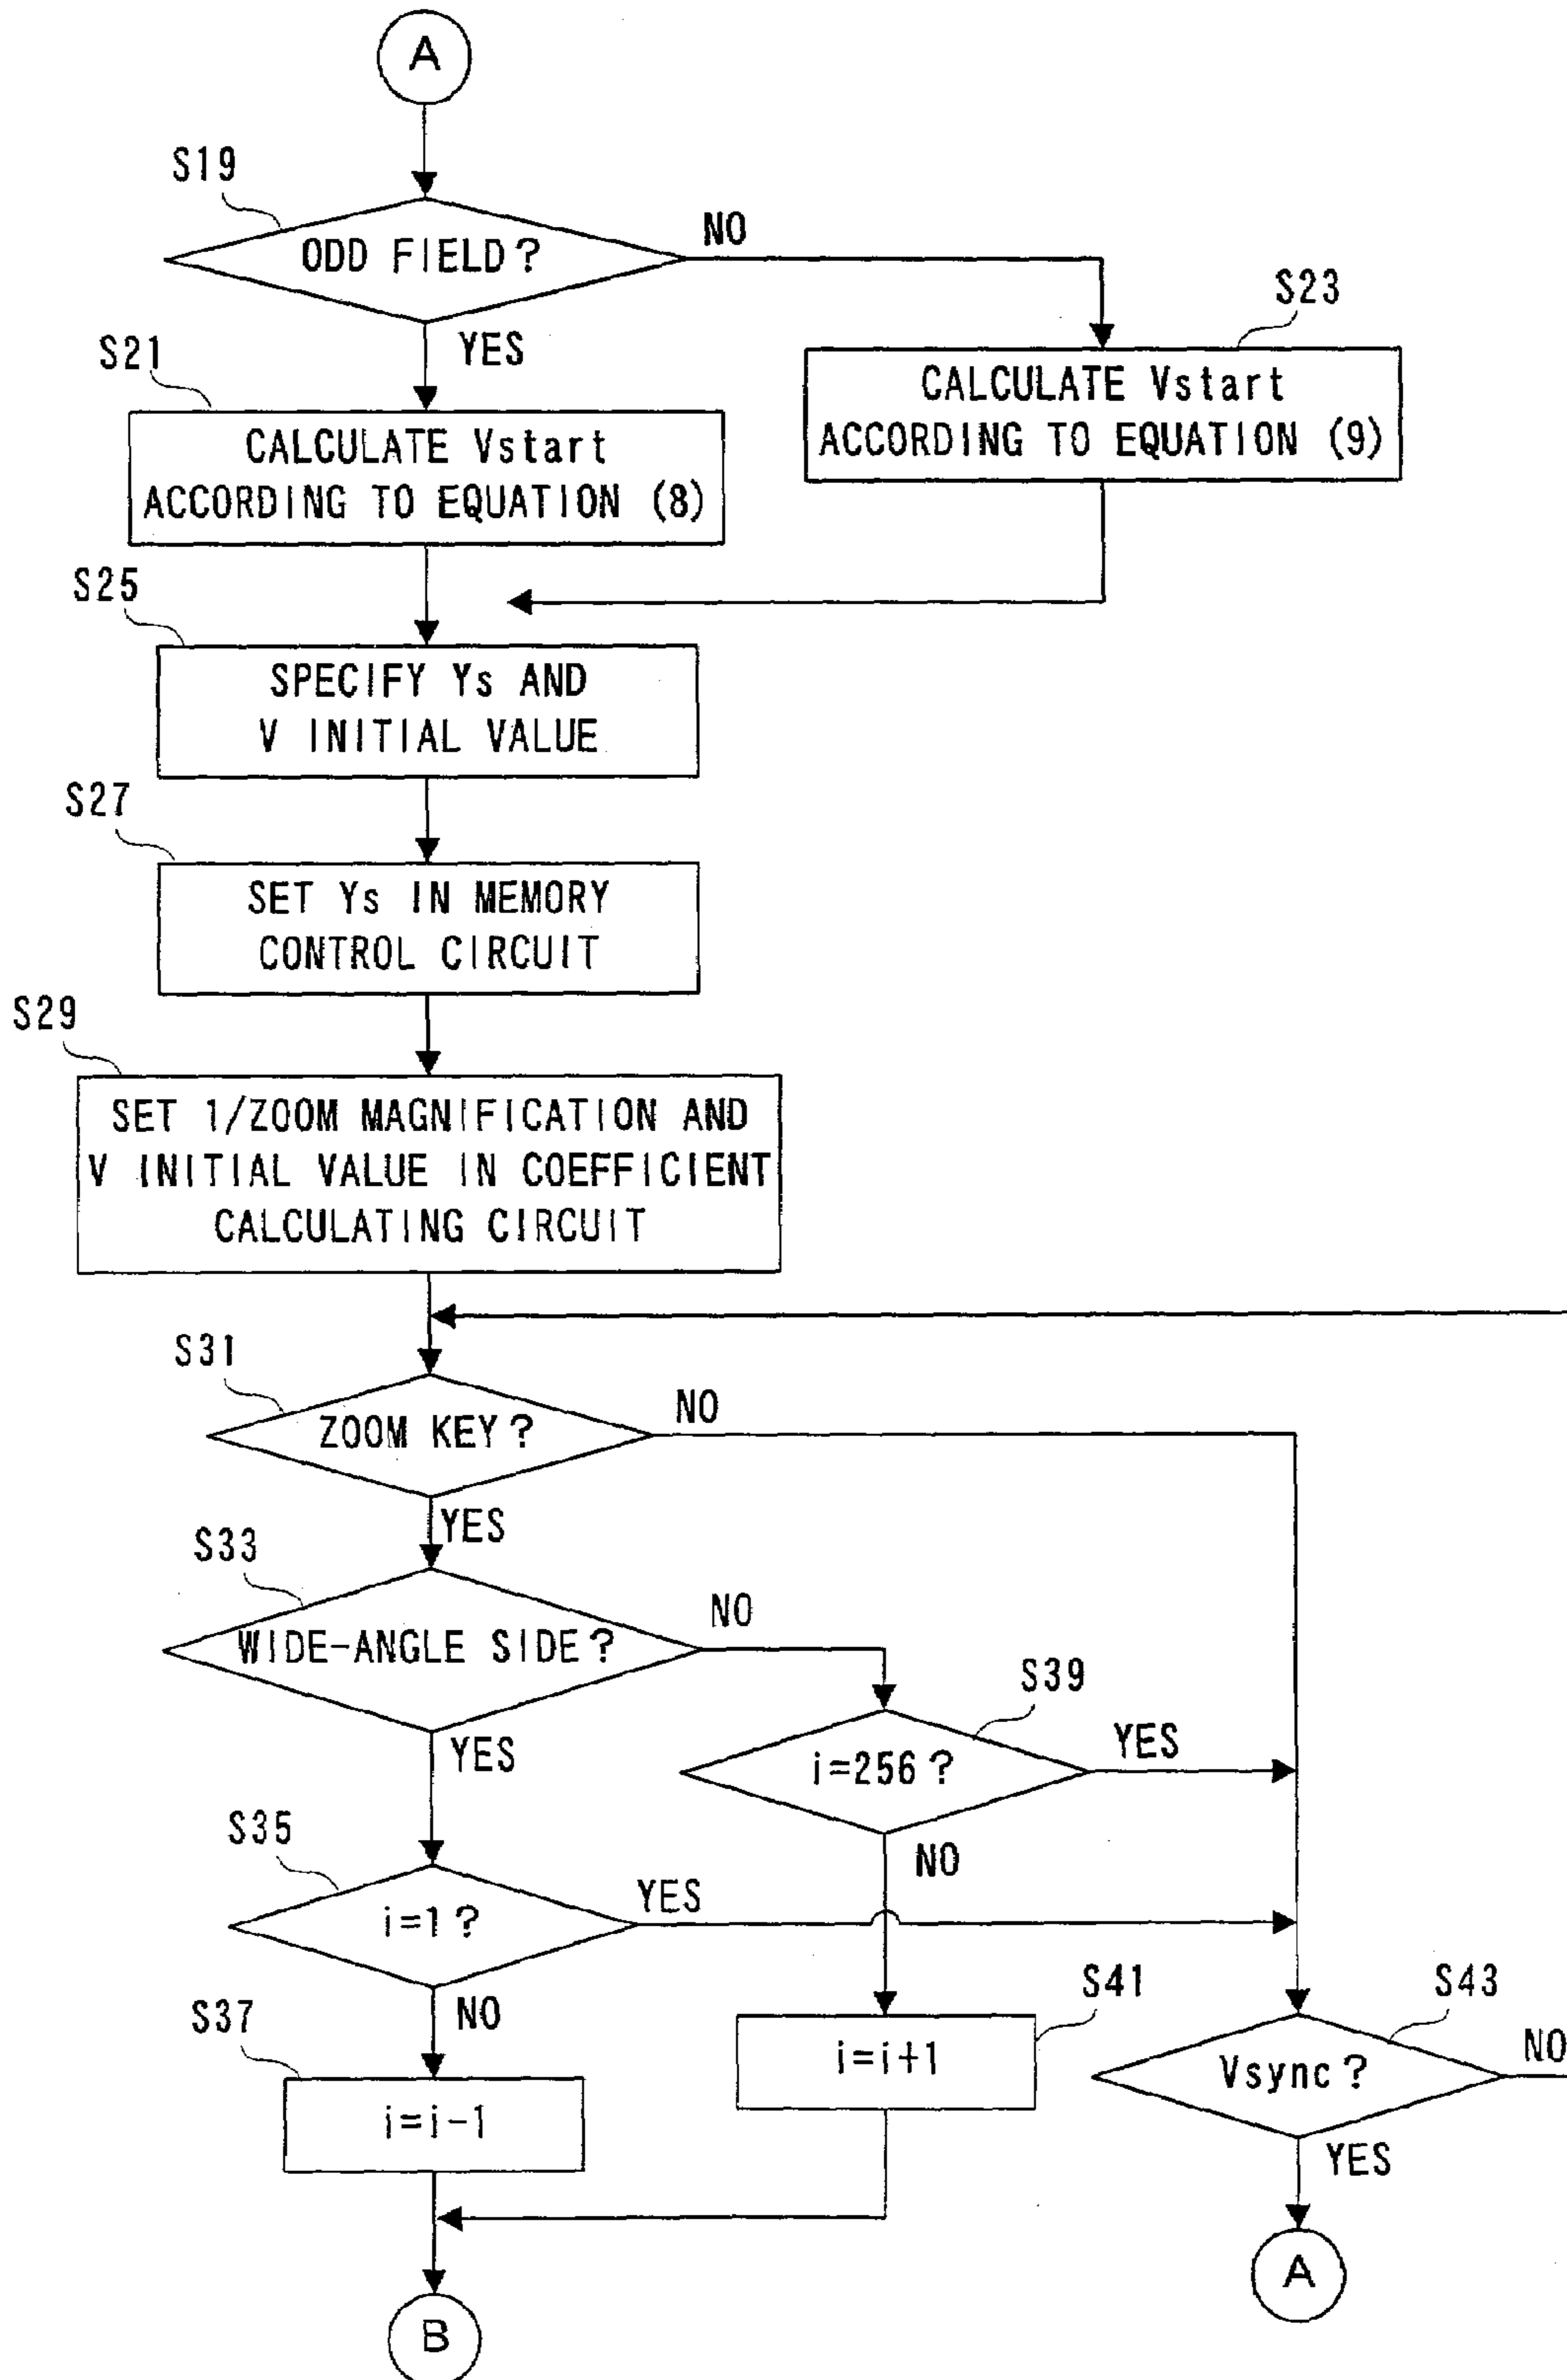 A
S19
ODD FIELD?
NO
YES
S23
CALCULATE Vstart
ACCORDING TO EQUATION (9)
S21
CALCULATE Vstart
ACCORDING TO EQUATION (8)
S25
SPECIFY Ys AND
V INITIAL VALUE
S27
SET Ys IN MEMORY
CONTROL CIRCUIT
S29
SET 1/ZOOM MAGNIFICATION AND
V INITIAL VALUE IN COEFFICIENT
CALCULATING CIRCUIT
S31
ZOOM KEY?
NO
YES
S33
WIDE-ANGLE SIDE?
NO
YES
S39
i=256?
YES
NO
S35
i=1?
YES
NO
S37
i=i-1
S41
i=i+1
S43
Vsync?
NO
YES
A
B